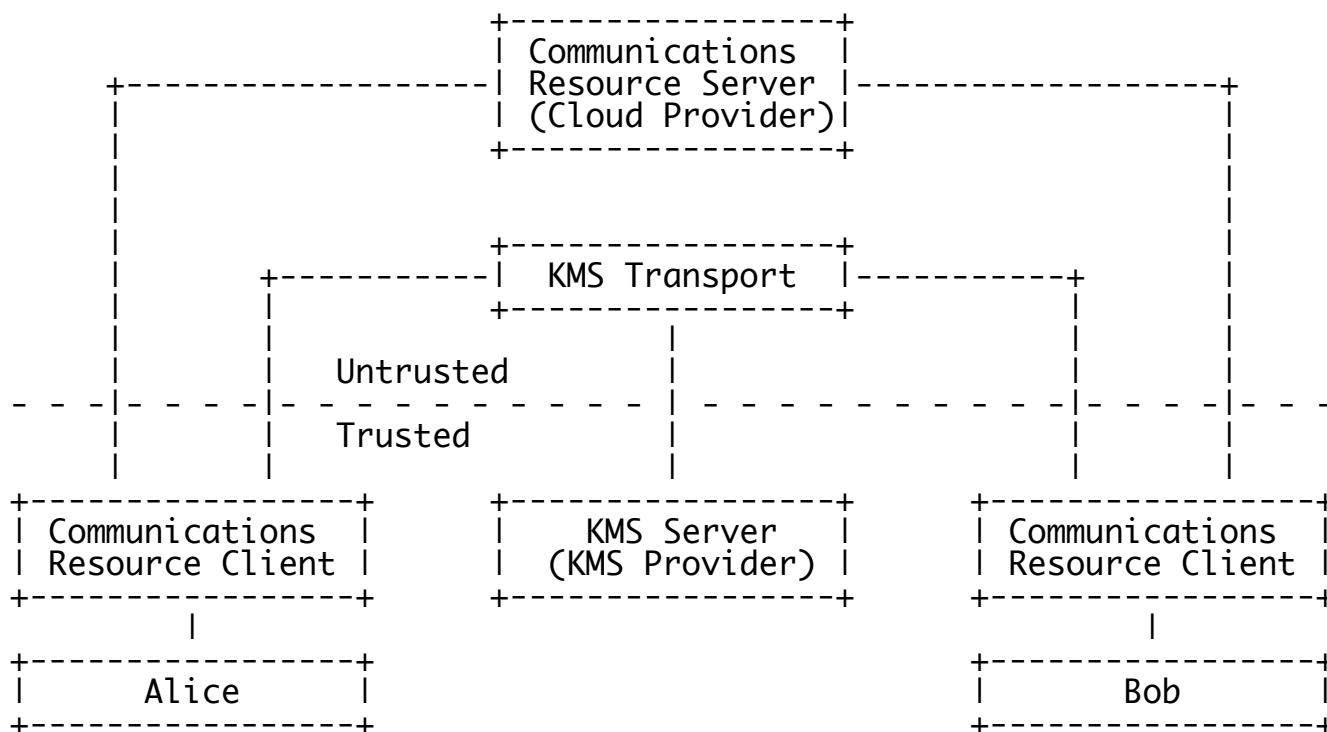 Communications
Resource Server
(Cloud Provider)
KMS Transport
Untrusted
Trusted
Communications
Resource Client
KMS Server
(KMS Provider)
Communications
Resource Client
Alice
Bob